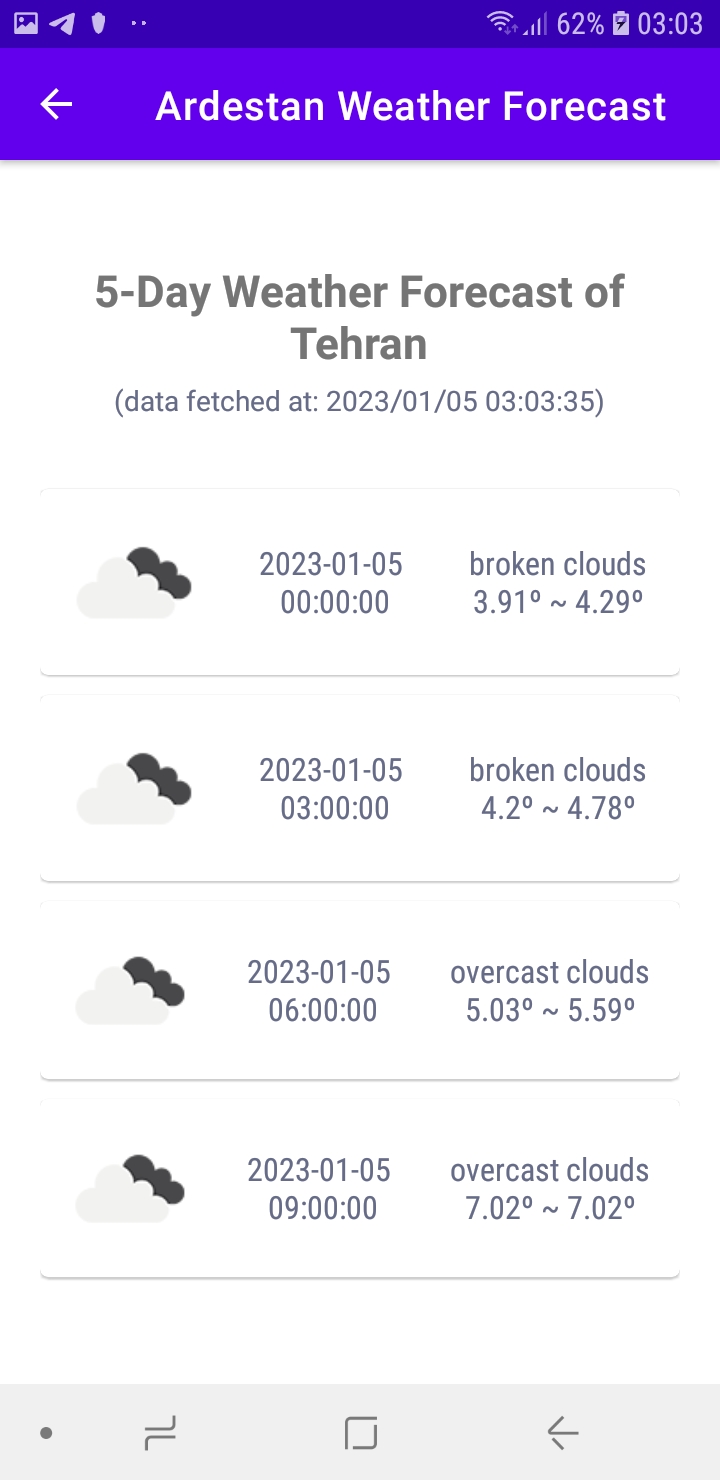 62% 03:03
Ardestan Weather Forecast
5-Day Weather Forecast of
Tehran
(data fetched at: 2023/01/05 03:03:35)
2023-01-05 broken clouds
00:00:00 3.91º ~ 4.29º
2023-01-05 broken clouds
03:00:00 4.2º ~ 4.78º
2023-01-05 overcast clouds
06:00:00 5.03º ~ 5.59º
2023-01-05 overcast clouds
09:00:00 7.02º ~ 7.02º